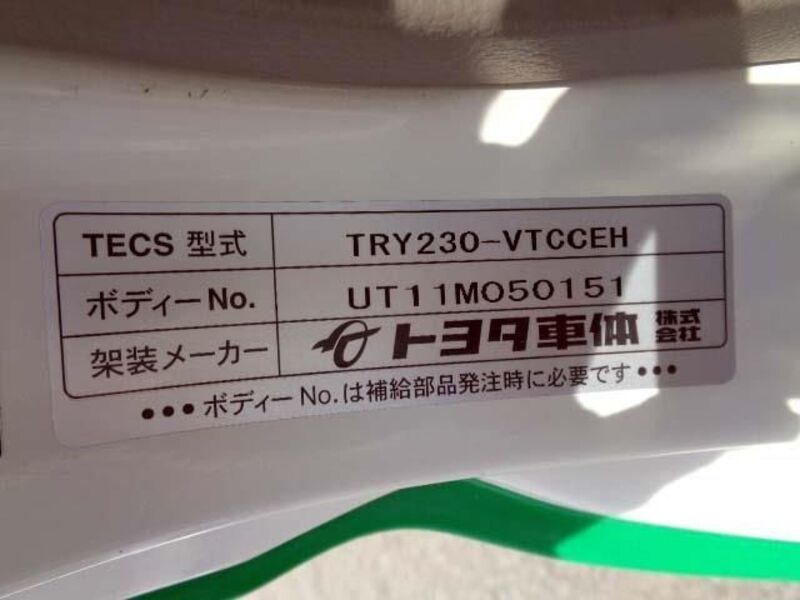 TECS 型式 TRY230-VTCCEH
ボディーNo. UT11M050151
架装メーカー トヨタ車体 株式会社
●●●ボディーNo.は補給部品発注時に必要です●●●